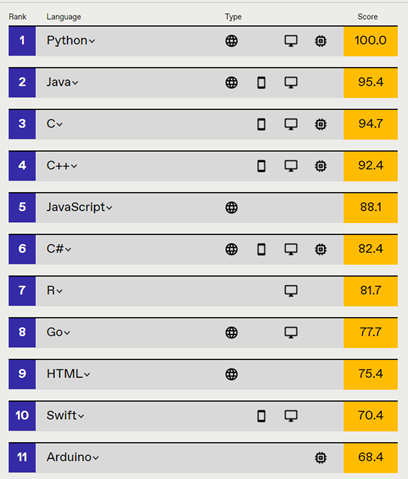 Rank Language Type Score
1 Python 100.0
2 Java 95.4
3 C 94.7
4 C++ 92.4
5 JavaScript 88.1
6 C# 82.4
7 R 81.7
8 Go 77.7
9 HTML 75.4
10 Swift 70.4
11 Arduino 68.4